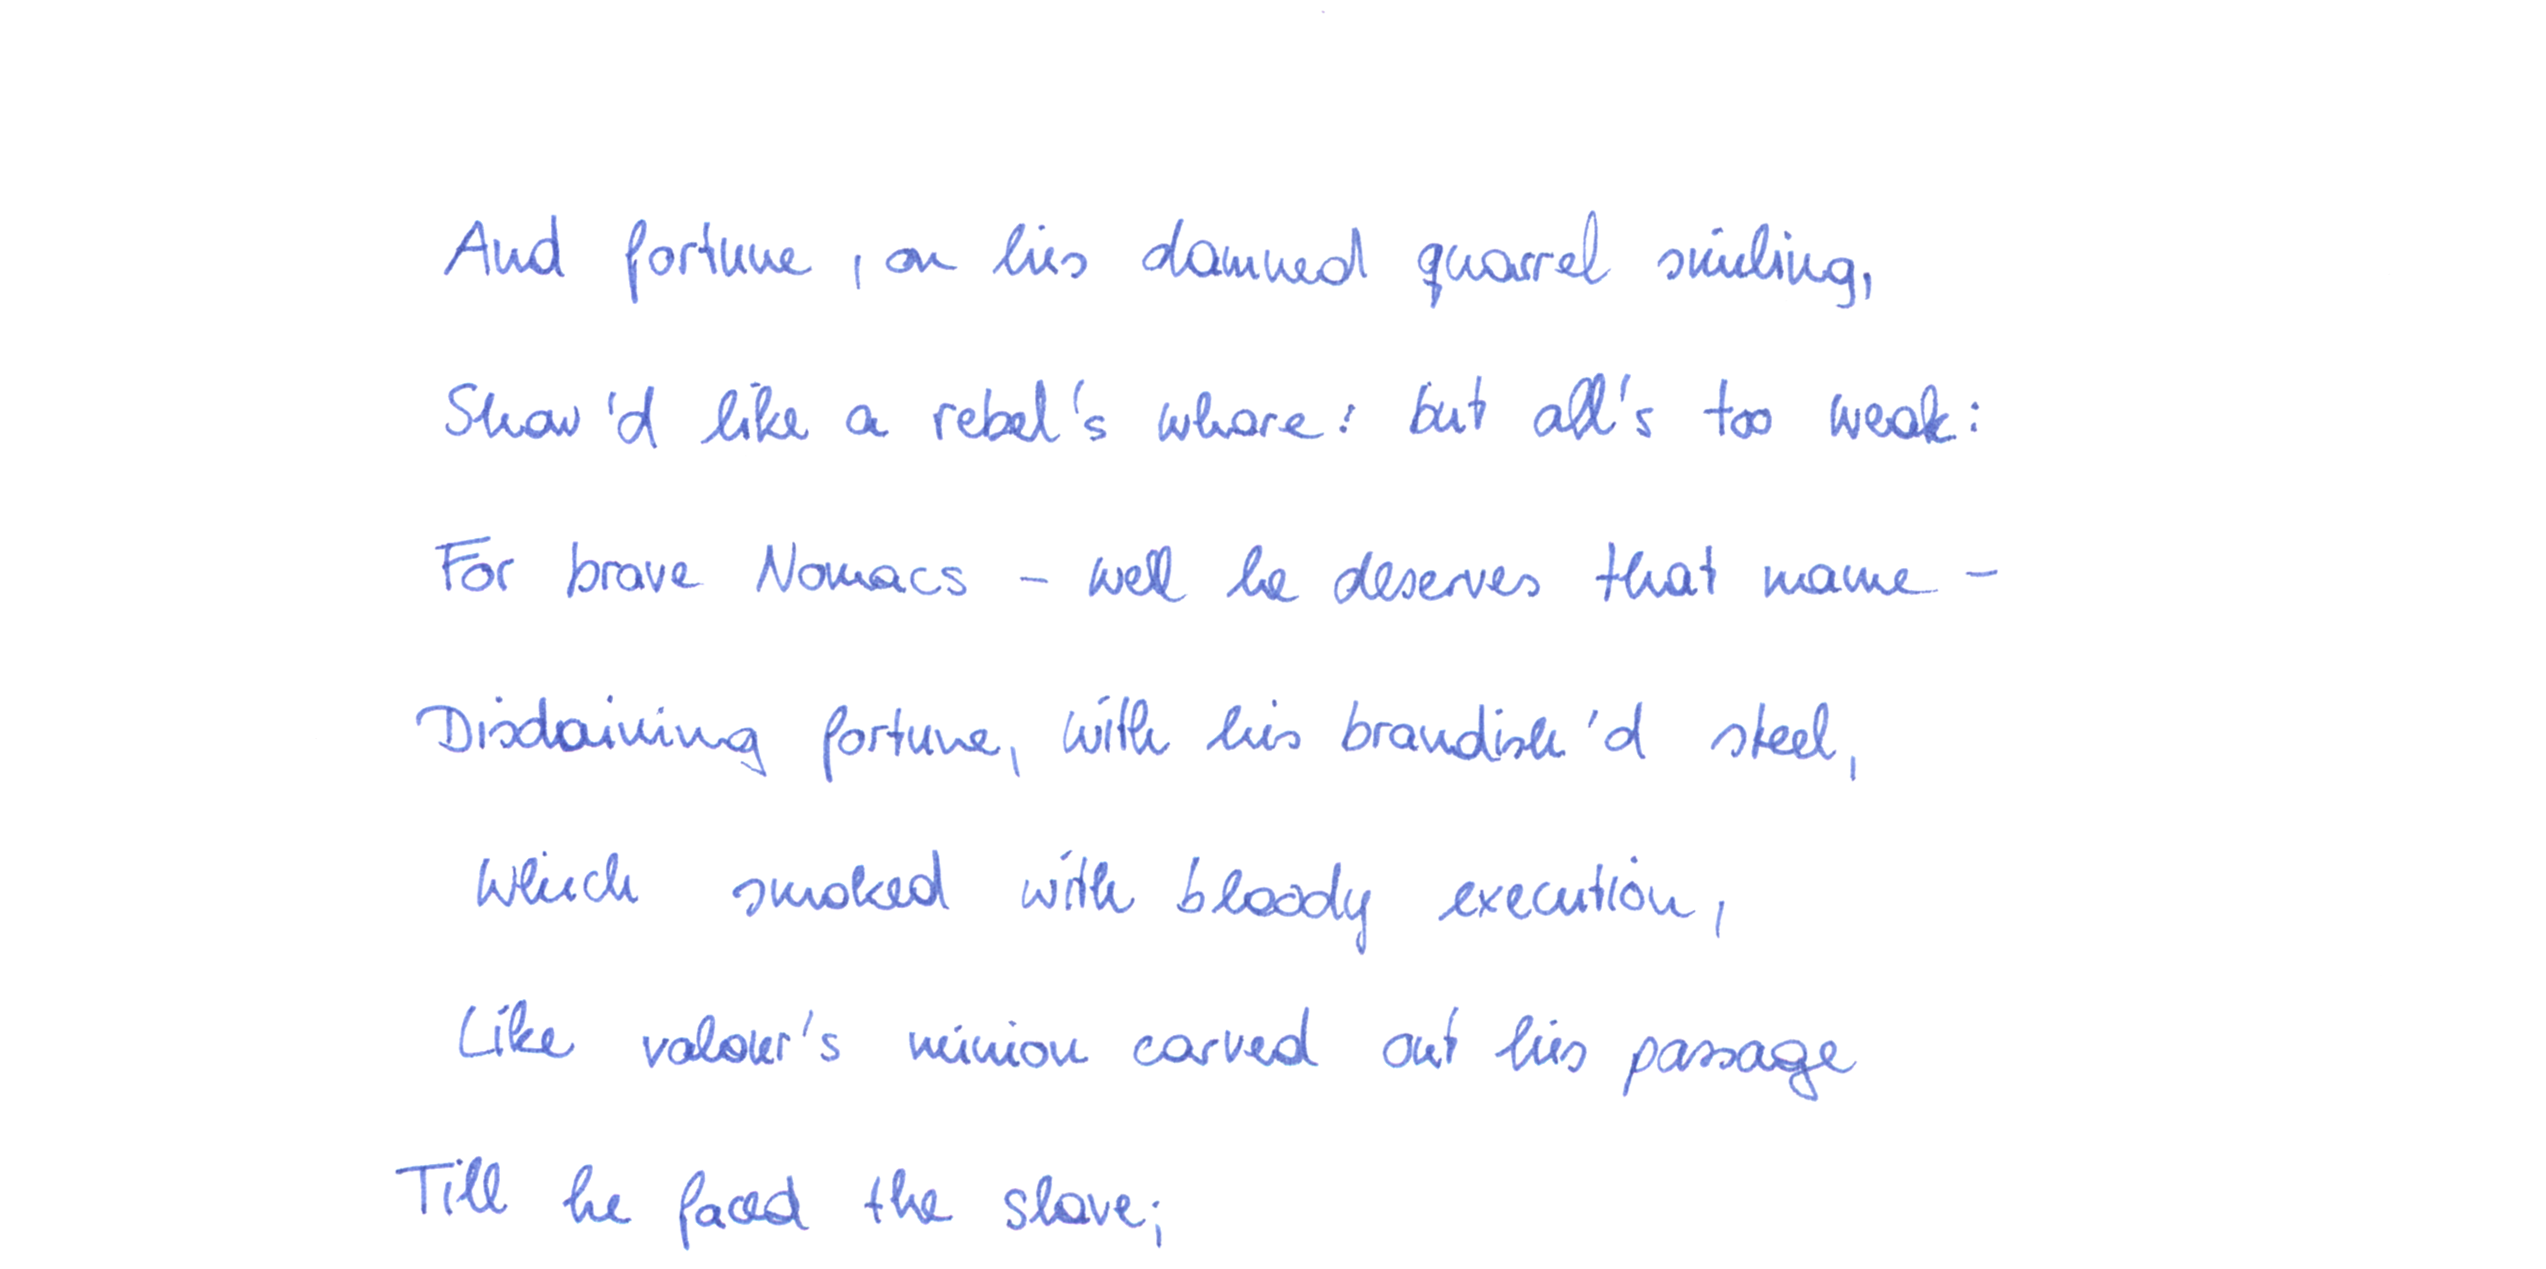 And fortune, on his damned quarrel smiling,
Show'd like a rebel's whore: but all's too weak:
For brave Nomacs - well he deserves that name -
Disdaining fortune, with his brandish'd steel,
Which smoked with bloody execution,
Like valour's minion carved out his passage
Till he faced the slave;